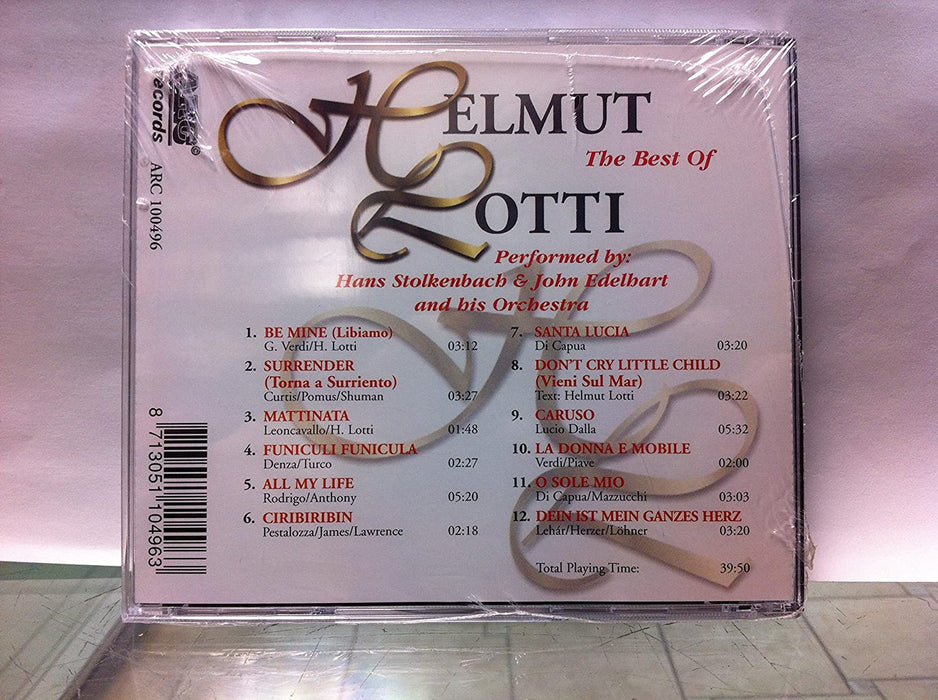 HELMUT
The Best Of
LOTTI
Performed by:
Hans Stolkenbach & John Edelhart
and his Orchestra
1. BE MINE (Libiamo)
G. Verdi/H. Lotti 03:12
2. SURRENDER
(Torna a Surriento)
Curtis/Pomus/Shuman 03:27
3. MATTINATA
Leoncavallo/H. Lotti 01:48
4. FUNICULI FUNICULA
Denza/Turco 02:27
5. ALL MY LIFE
Rodrigo/Anthony 05:20
6. CIRIBIRIBIN
Pestalozza/James/Lawrence 02:18
7. SANTA LUCIA
Di Capua 03:20
8. DON'T CRY LITTLE CHILD
(Vieni Sul Mar)
Text: Helmut Lotti 03:22
9. CARUSO
Lucio Dalla 05:32
10. LA DONNA E MOBILE
Verdi/Piave 02:00
11. O SOLE MIO
Di Capua/Mazzucchi 03:03
12. DEIN IST MEIN GANZES HERZ
Lehár/Herzer/Löhner 03:20
Total Playing Time: 39:50
records
ARC 100496
8 713051 104963